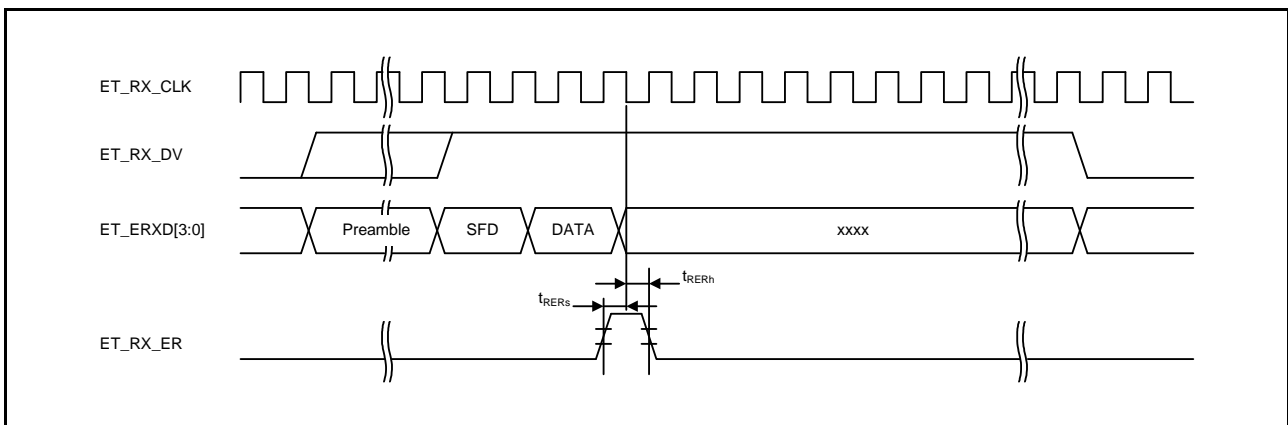 ET_RX_CLK
ET_RX_DV
ET_ERXD[3:0]
Preamble
SFD
DATA
xxxx
tRERh
tRERs
ET_RX_ER